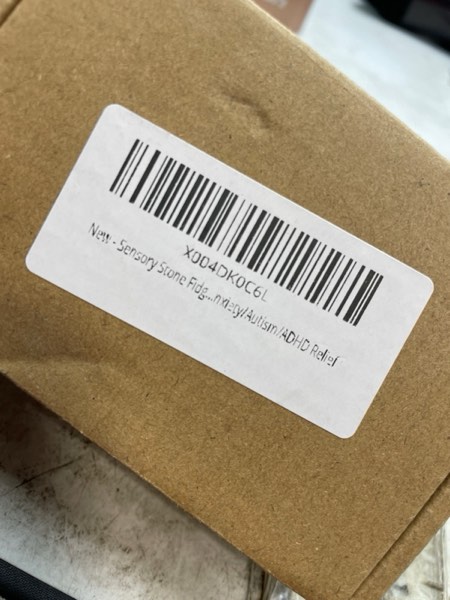 X004DK0C6L
New - Sensory Stone Fidg...nxiety/Autism/ADHD Relief